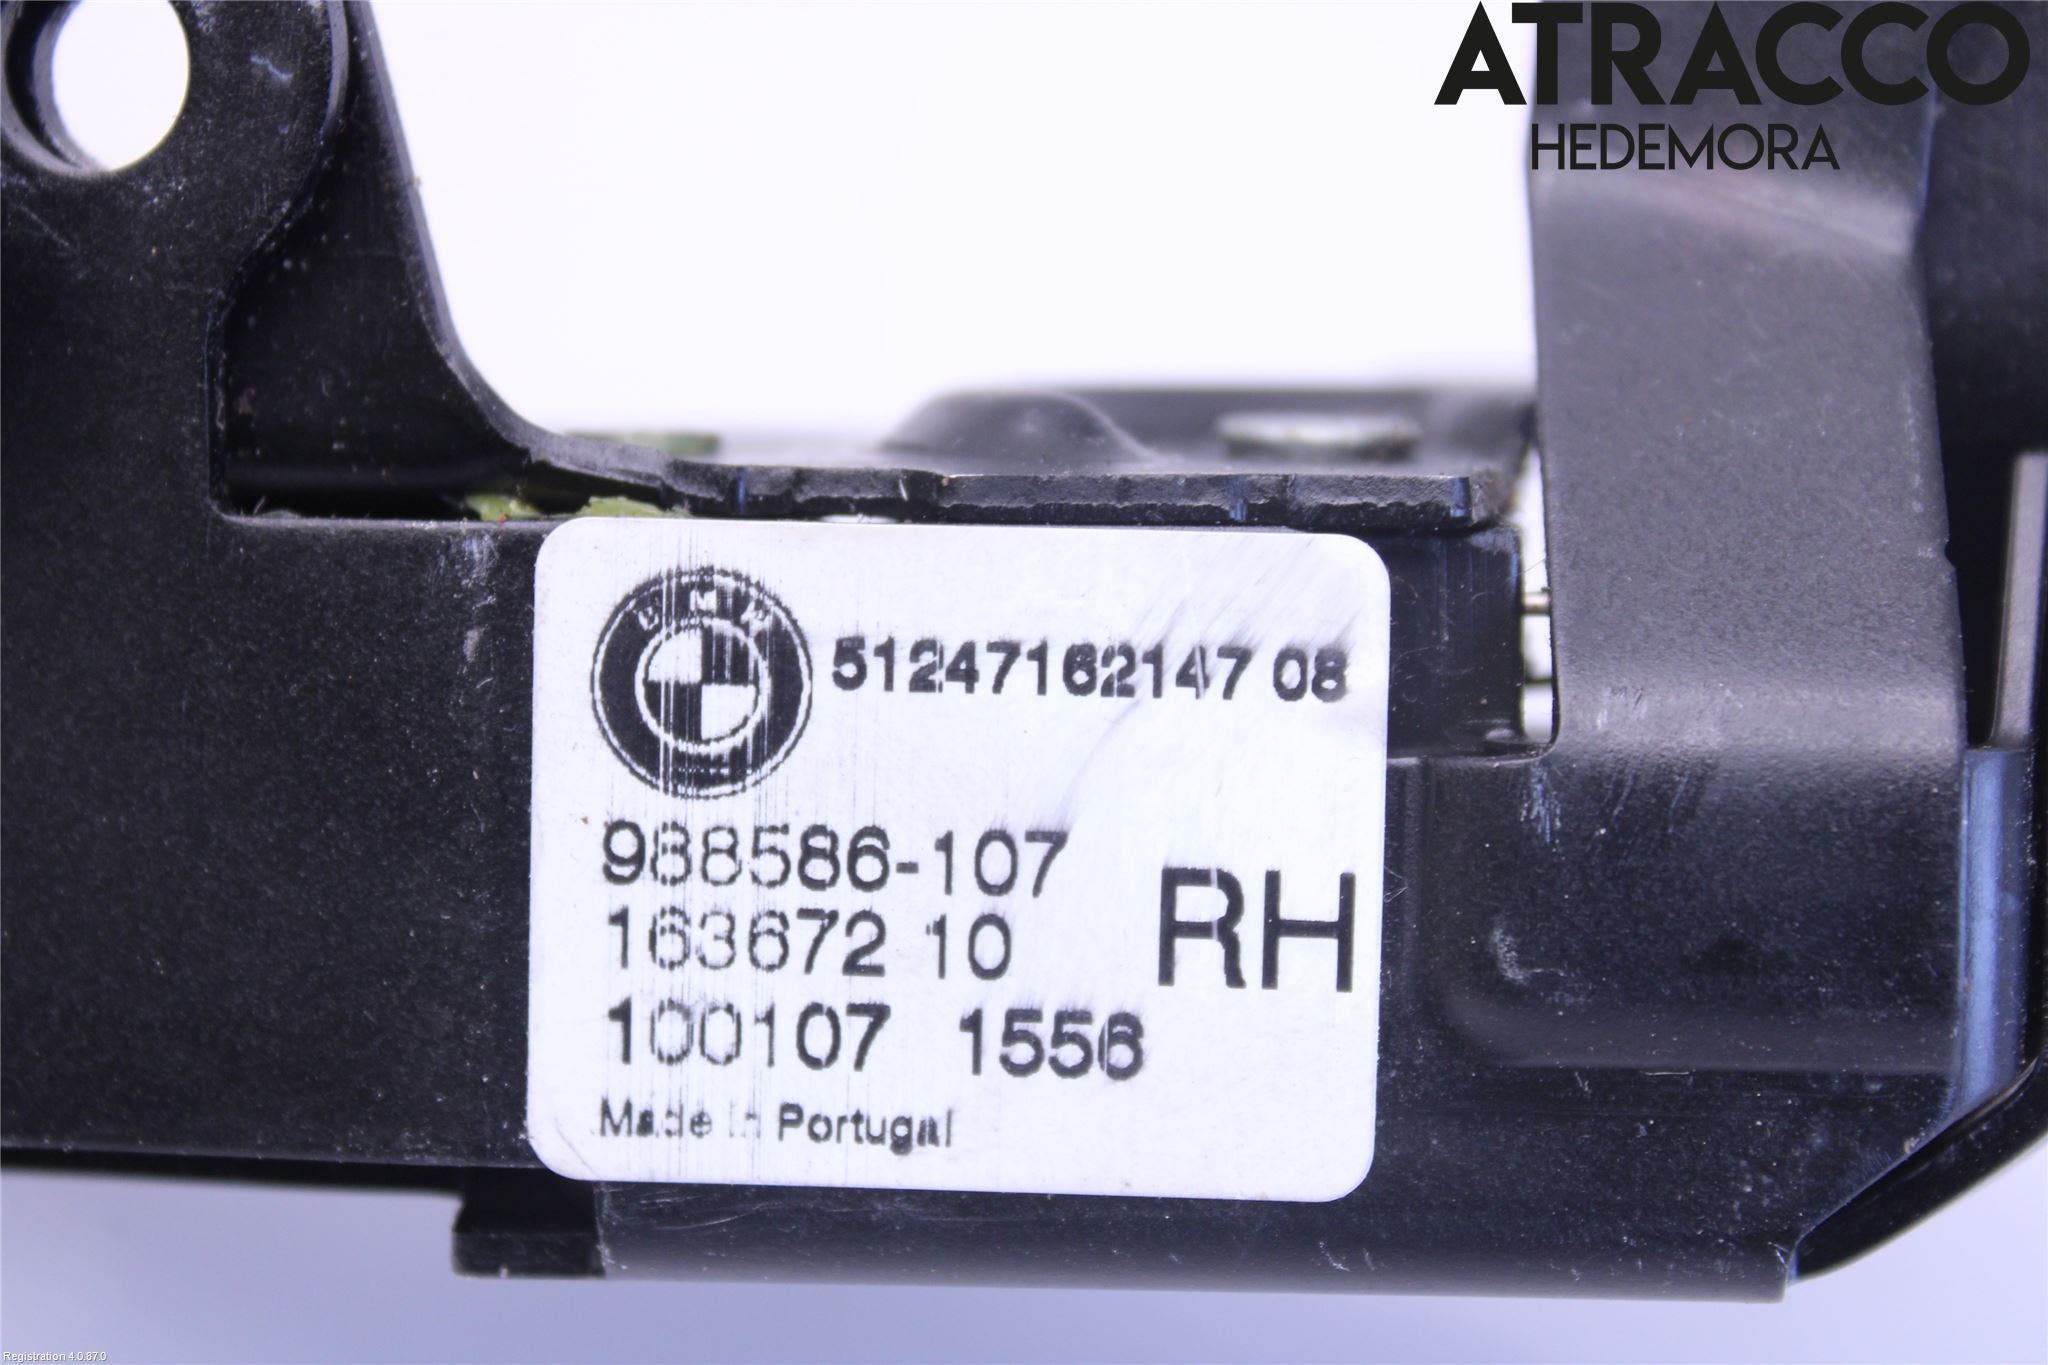 ATRACCO
HEDEMORA
BMW
51247162147 08
988586-107
163672 10
RH
100107 1556
Made in Portugal
Registration 4.0.87.0